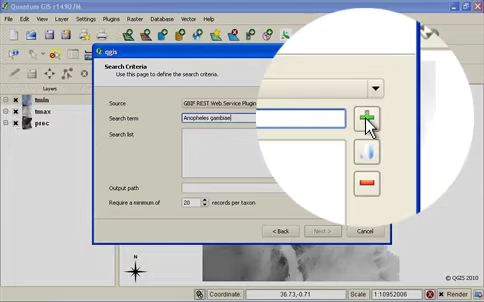 Quantum GIS r14907M
File Edit View Layer Settings Plugins Raster Database
qgis
Search Criteria
Use this page to define the search criteria.
Layers
tmin
tmax
prec
Source
GBIF REST Web Service Plugin
Search term
Anopheles gambiae
Search list
Output path
Require a minimum of 20 records per taxon
< Back
Next >
Cancel
N
© QGIS 2010
Coordinate: 36.73,-0.71 Scale 1:10952006 Render